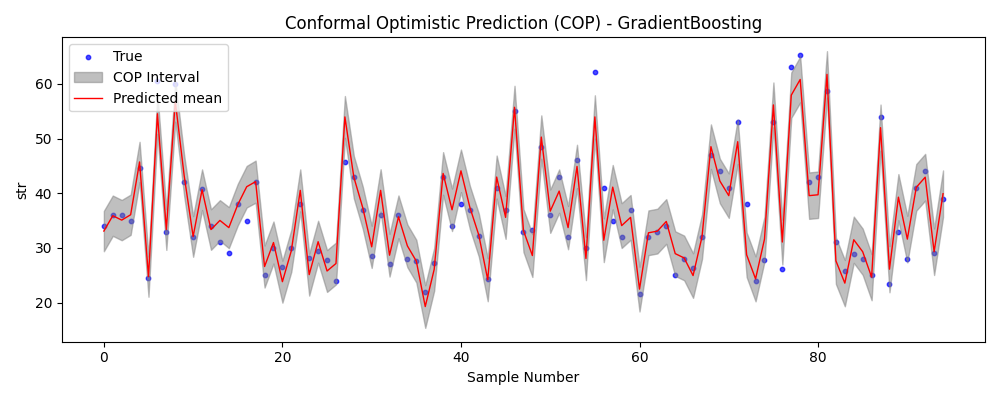 Conformal Optimistic Prediction (COP) - GradientBoosting
True
COP Interval
Predicted mean
str
60
50
40
30
20
0
20
40
60
80
Sample Number